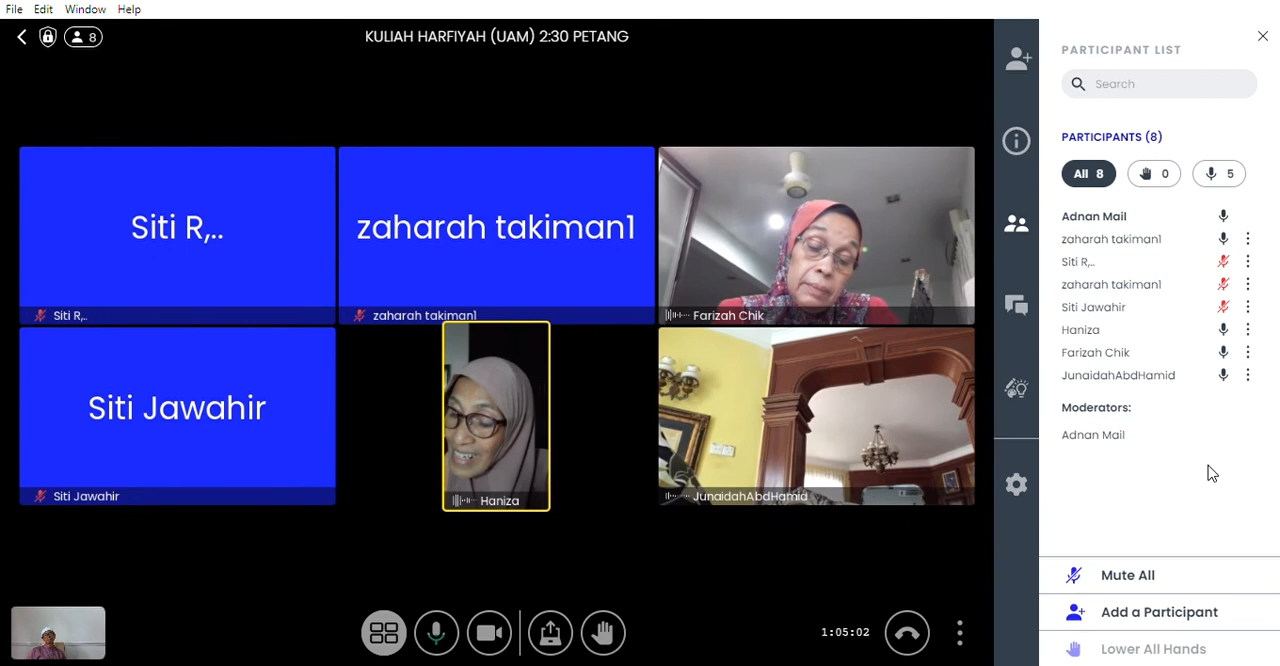 File Edit Window Help
8
KULIAH HARFIYAH (UAM) 2:30 PETANG
Siti R,..
Siti R,..
zaharah takiman1
zaharah takiman1
Farizah Chik
Siti Jawahir
Siti Jawahir
Haniza
JunaidahAbdHamid
1:05:02
PARTICIPANT LIST
Search
PARTICIPANTS (8)
All 8 0 5
Adnan Mail
zaharah takiman1
Siti R,..
zaharah takiman1
Siti Jawahir
Haniza
Farizah Chik
JunaidahAbdHamid
Moderators:
Adnan Mail
Mute All
Add a Participant
Lower All Hands